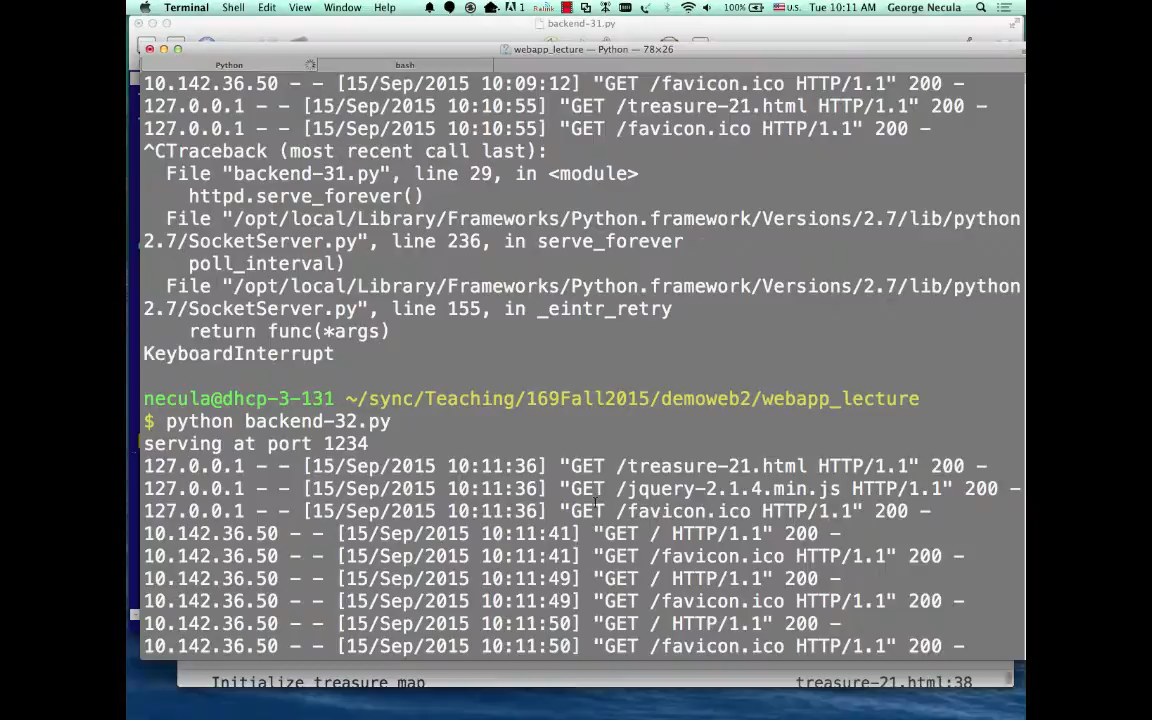 Terminal Shell Edit View Window Help 1 100% U.S. Tue 10:11 AM George Necula
backend-31.py
webapp_lecture — Python — 78×26
Python bash
10.142.36.50 - - [15/Sep/2015 10:09:12] "GET /favicon.ico HTTP/1.1" 200 -
127.0.0.1 - - [15/Sep/2015 10:10:55] "GET /treasure-21.html HTTP/1.1" 200 -
127.0.0.1 - - [15/Sep/2015 10:10:55] "GET /favicon.ico HTTP/1.1" 200 -
^CTraceback (most recent call last):
  File "backend-31.py", line 29, in <module>
    httpd.serve_forever()
  File "/opt/local/Library/Frameworks/Python.framework/Versions/2.7/lib/python
2.7/SocketServer.py", line 236, in serve_forever
    poll_interval)
  File "/opt/local/Library/Frameworks/Python.framework/Versions/2.7/lib/python
2.7/SocketServer.py", line 155, in _eintr_retry
    return func(*args)
KeyboardInterrupt
necula@dhcp-3-131 ~/sync/Teaching/169Fall2015/demoweb2/webapp_lecture
$ python backend-32.py
serving at port 1234
127.0.0.1 - - [15/Sep/2015 10:11:36] "GET /treasure-21.html HTTP/1.1" 200 -
127.0.0.1 - - [15/Sep/2015 10:11:36] "GET /jquery-2.1.4.min.js HTTP/1.1" 200 -
127.0.0.1 - - [15/Sep/2015 10:11:36] "GET /favicon.ico HTTP/1.1" 200 -
10.142.36.50 - - [15/Sep/2015 10:11:41] "GET / HTTP/1.1" 200 -
10.142.36.50 - - [15/Sep/2015 10:11:41] "GET /favicon.ico HTTP/1.1" 200 -
10.142.36.50 - - [15/Sep/2015 10:11:49] "GET / HTTP/1.1" 200 -
10.142.36.50 - - [15/Sep/2015 10:11:49] "GET /favicon.ico HTTP/1.1" 200 -
10.142.36.50 - - [15/Sep/2015 10:11:50] "GET / HTTP/1.1" 200 -
10.142.36.50 - - [15/Sep/2015 10:11:50] "GET /favicon.ico HTTP/1.1" 200 -
Initialize treasure map treasure-21.html:38